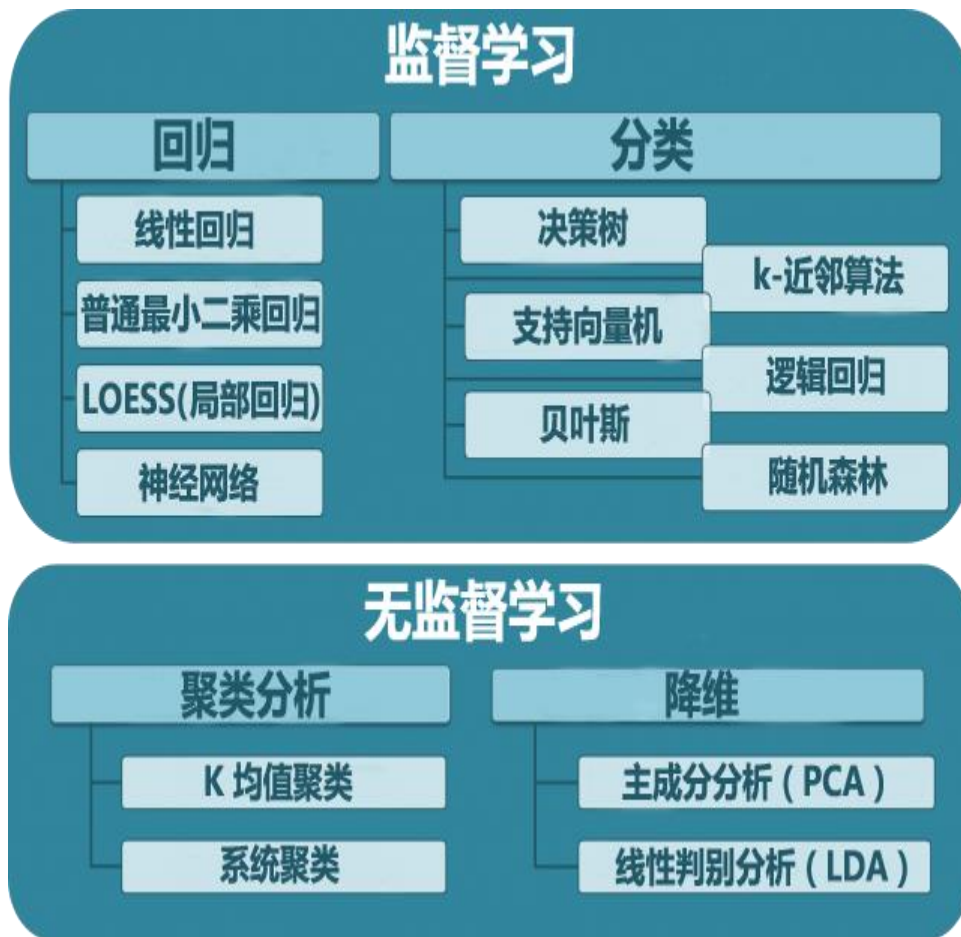 监督学习
回归
线性回归
普通最小二乘回归
LOESS(局部回归)
神经网络
分类
决策树
k-近邻算法
支持向量机
逻辑回归
贝叶斯
随机森林
无监督学习
聚类分析
K 均值聚类
系统聚类
降维
主成分分析（PCA）
线性判别分析（LDA）